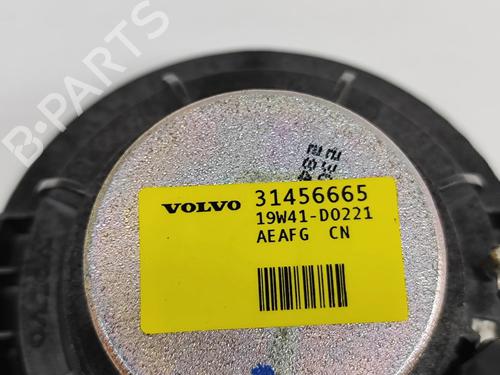 B-PARTS
VOLVO 31456665
19W41-D0221
AEAFG CN